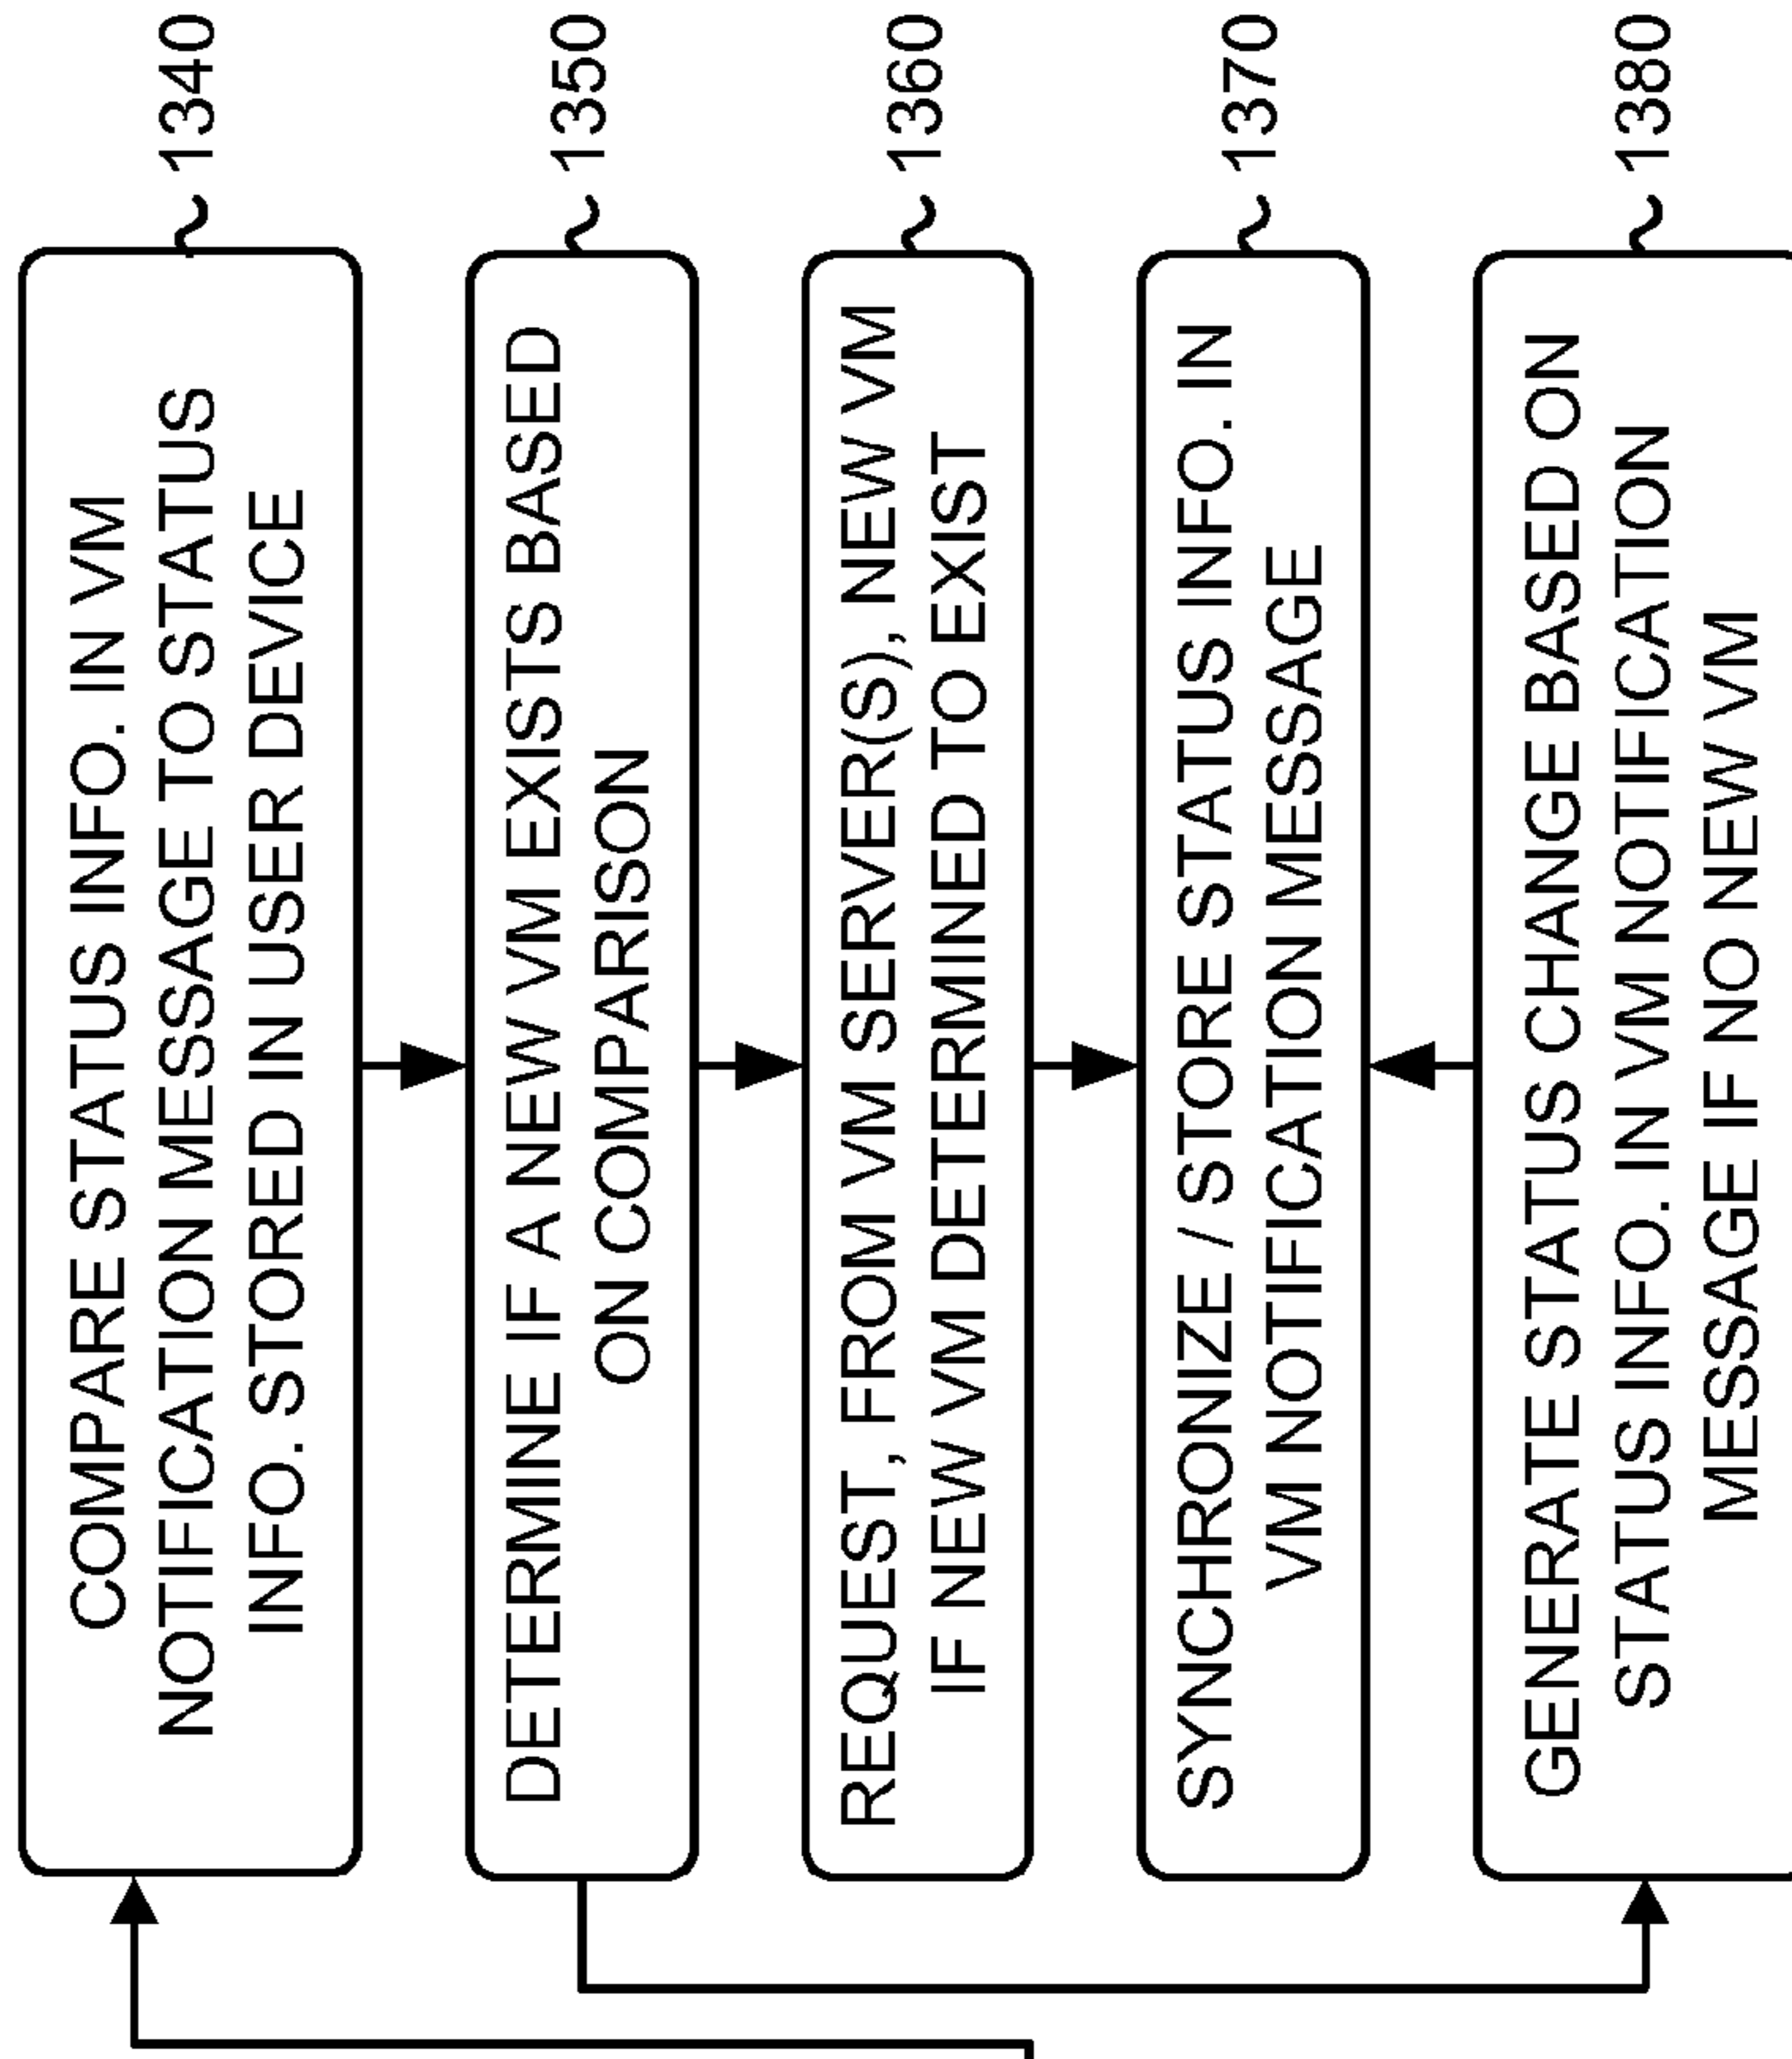 COMPARE STATUS INFO. IN VM
NOTIFICATION MESSAGE TO STATUS
INFO. STORED IN USER DEVICE
1340
DETERMINE IF A NEW VM EXISTS BASED
ON COMPARISON
1350
REQUEST, FROM VM SERVER(S), NEW VM
IF NEW VM DETERMINED TO EXIST
1360
SYNCHRONIZE / STORE STATUS INFO. IN
VM NOTIFICATION MESSAGE
1370
GENERATE STATUS CHANGE BASED ON
STATUS INFO. IN VM NOTIFICATION
MESSAGE IF NO NEW VM
1380